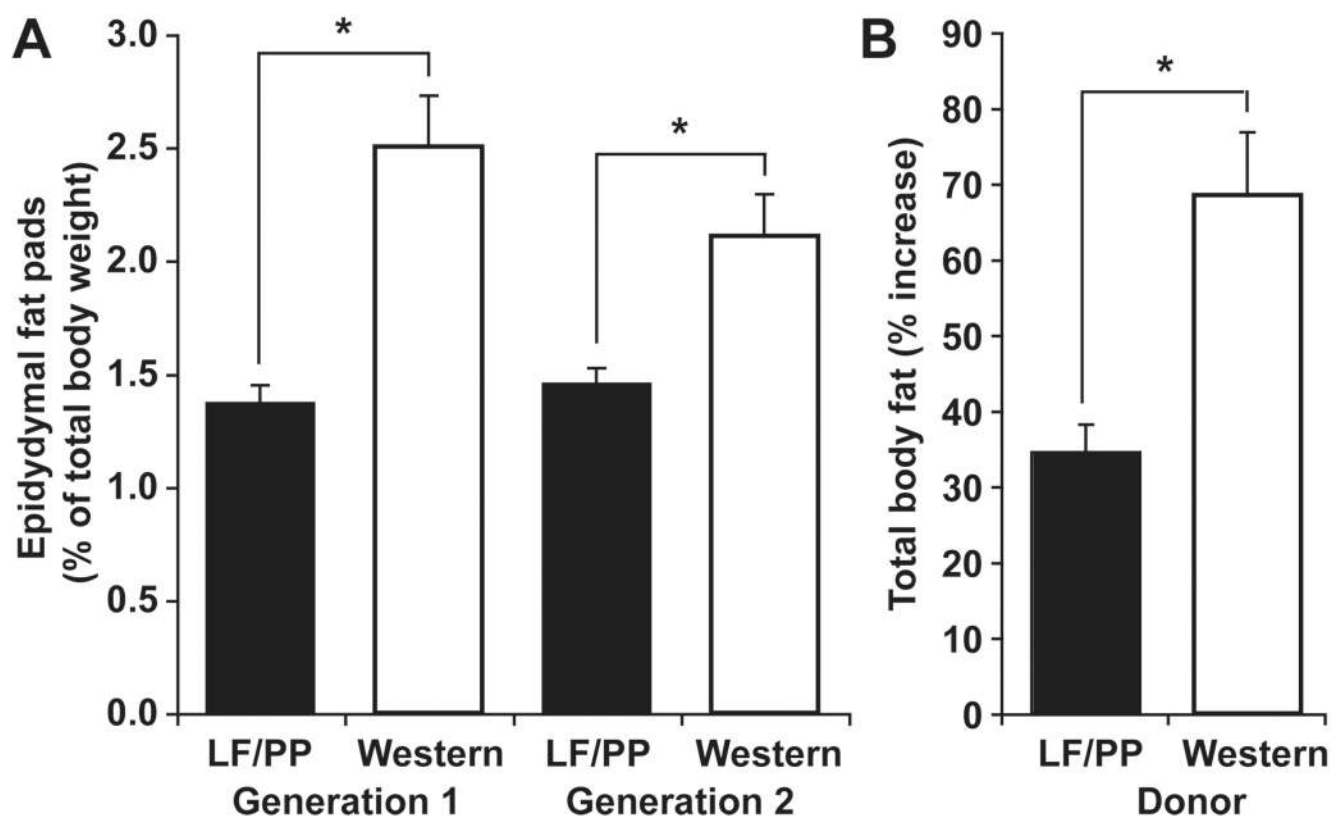 A
Epidydymal fat pads
(% of total body weight)
3.0
2.5
2.0
1.5
1.0
0.5
0.0
*
*
LF/PP Western LF/PP Western
Generation 1 Generation 2
B
Total body fat (% increase)
90
80
70
60
50
40
30
20
10
0
*
LF/PP Western
Donor